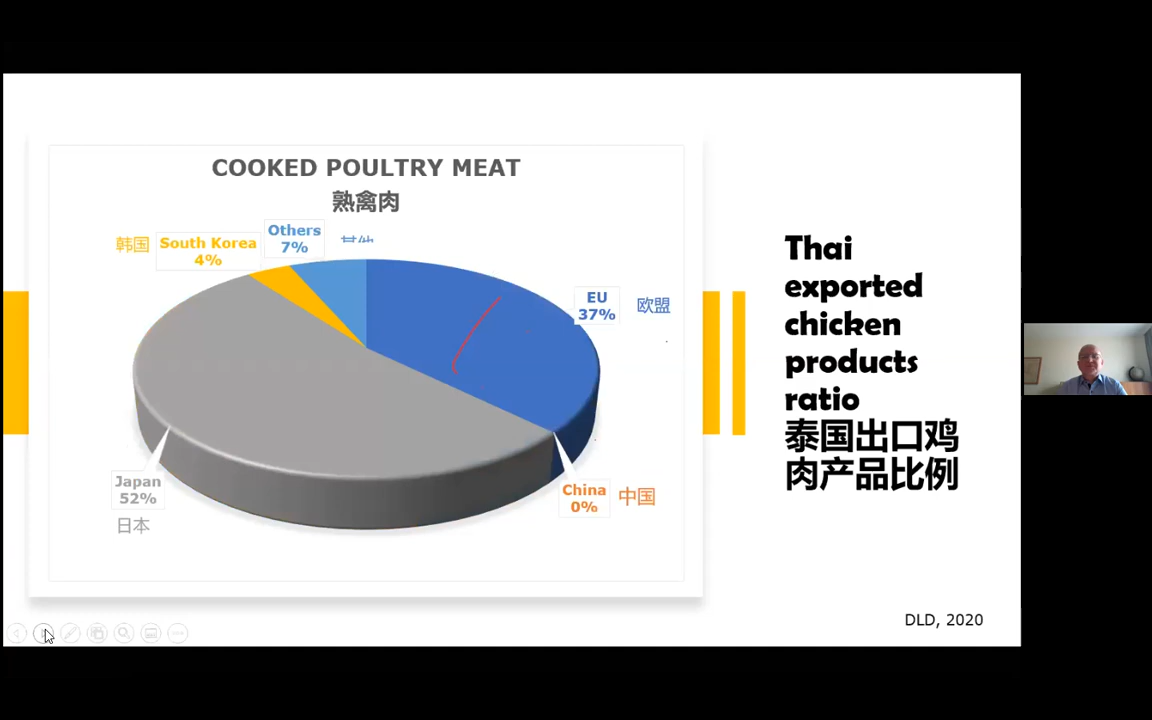 COOKED POULTRY MEAT
熟禽肉
韩国
South Korea
4%
Others
7%
其他
EU
37%
欧盟
Japan
52%
日本
China
0%
中国
Thai
exported
chicken
products
ratio
泰国出口鸡
肉产品比例
DLD, 2020